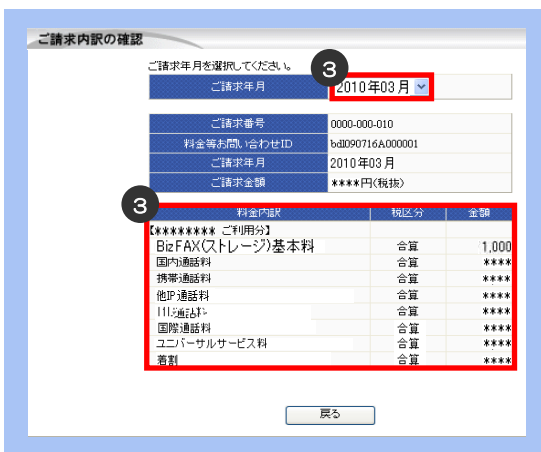 ご請求内訳の確認
ご請求年月を選択してください。
3
ご請求年月 2010年03月
ご請求番号 0000-000-010
料金等お問い合わせID bdl090716A000001
ご請求年月 2010年03月
ご請求金額 ****円(税抜)
3
料金内訳 税区分 金額
【******** ご利用分】
BizFAX(ストレージ)基本料 合算 1,000
国内通話料 合算 ****
携帯通話料 合算 ****
他IP通話料 合算 ****
通話料 合算 ****
国際通話料 合算 ****
ユニバーサルサービス料 合算 ****
着割 合算 ****
戻る